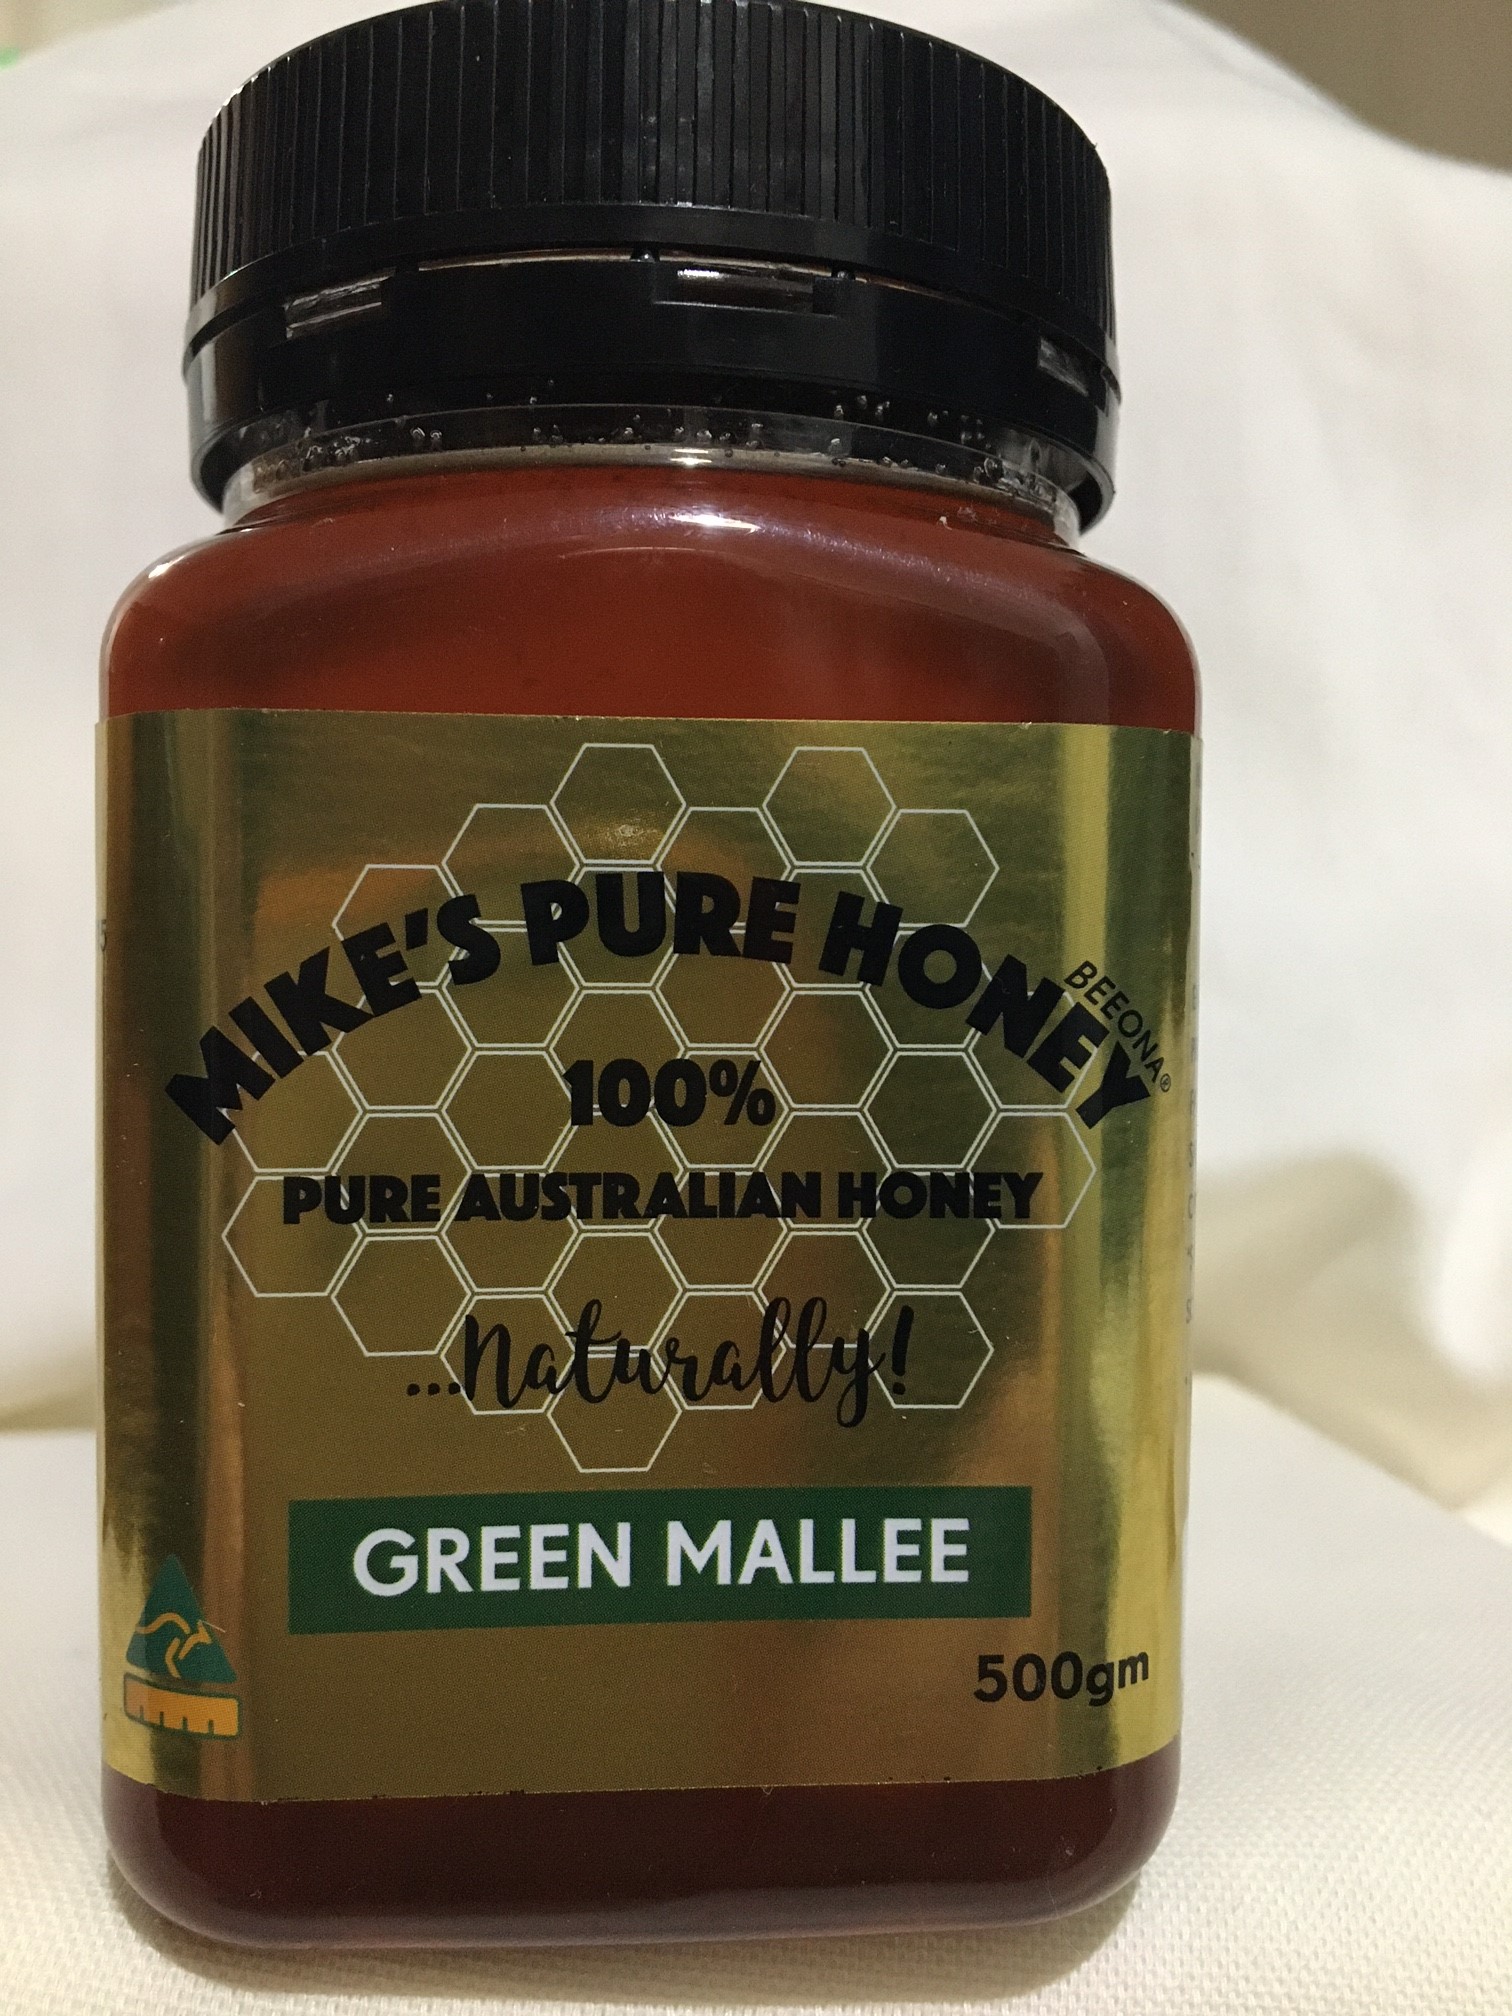 MIKE'S PURE HONEY
BEEONA®
100%
PURE AUSTRALIAN HONEY
...Naturally!
GREEN MALLEE
500gm